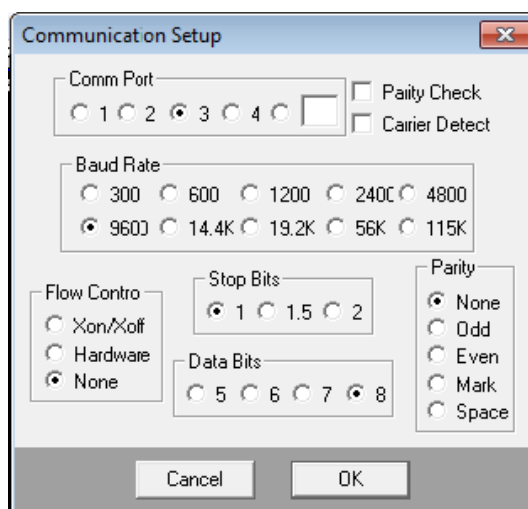 Communication Setup
Comm Port
1 2 3 4
Parity Check
Carrier Detect
Baud Rate
300 600 1200 2400 4800
9600 14.4K 19.2K 56K 115K
Flow Contro
Xon/Xoff
Hardware
None
Stop Bits
1 1.5 2
Data Bits
5 6 7 8
Parity
None
Odd
Even
Mark
Space
Cancel OK